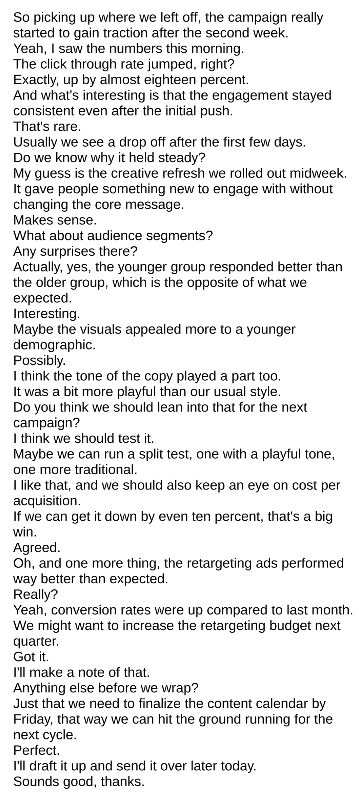 So picking up where we left off, the campaign really
started to gain traction after the second week.
Yeah, I saw the numbers this morning.
The click through rate jumped, right?
Exactly, up by almost eighteen percent.
And what's interesting is that the engagement stayed
consistent even after the initial push.
That's rare.
Usually we see a drop off after the first few days.
Do we know why it held steady?
My guess is the creative refresh we rolled out midweek.
It gave people something new to engage with without
changing the core message.
Makes sense.
What about audience segments?
Any surprises there?
Actually, yes, the younger group responded better than
the older group, which is the opposite of what we
expected.
Interesting.
Maybe the visuals appealed more to a younger
demographic.
Possibly.
I think the tone of the copy played a part too.
It was a bit more playful than our usual style.
Do you think we should lean into that for the next
campaign?
I think we should test it.
Maybe we can run a split test, one with a playful tone,
one more traditional.
I like that, and we should also keep an eye on cost per
acquisition.
If we can get it down by even ten percent, that's a big
win.
Agreed.
Oh, and one more thing, the retargeting ads performed
way better than expected.
Really?
Yeah, conversion rates were up compared to last month.
We might want to increase the retargeting budget next
quarter.
Got it.
I'll make a note of that.
Anything else before we wrap?
Just that we need to finalize the content calendar by
Friday, that way we can hit the ground running for the
next cycle.
Perfect.
I'll draft it up and send it over later today.
Sounds good, thanks.